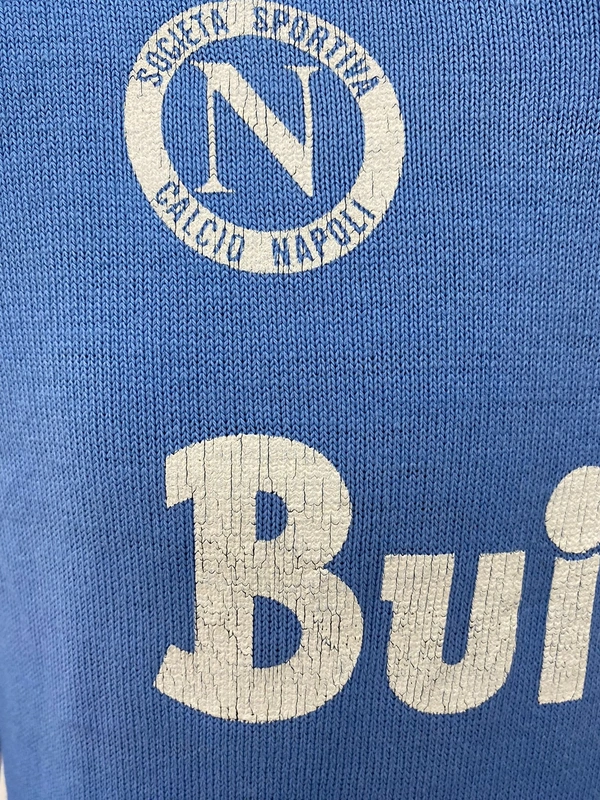 SOCIETÀ SPORTIVA
N
CALCIO NAPOLI
Bui